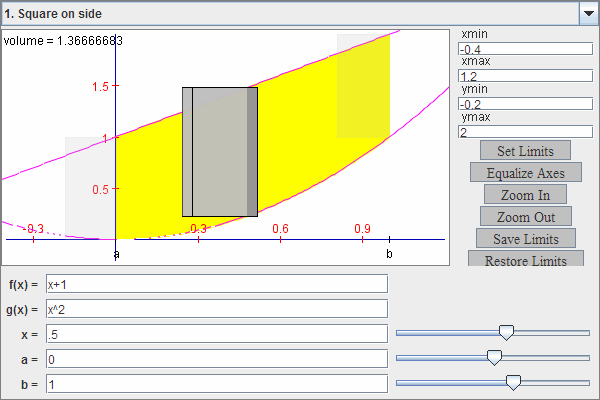 1. Square on side
volume = 1.36666683
1.5
1
0.5
-0.3
0.3
0.6
0.9
a
b
xmin
-0.4
xmax
1.2
ymin
-0.2
ymax
2
Set Limits
Equalize Axes
Zoom In
Zoom Out
Save Limits
Restore Limits
f(x) = x+1
g(x) = x^2
x = .5
a = 0
b = 1